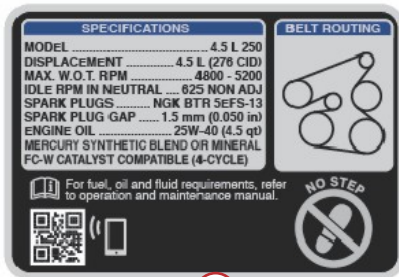 SPECIFICATIONS
MODEL ........................ 4.5 L 250
DISPLACEMENT ......... 4.5 L (276 CID)
MAX. W.O.T. RPM ........... 4800 - 5200
IDLE RPM IN NEUTRAL .. 625 NON ADJ
SPARK PLUGS ........ NGK BTR 5EFS-13
SPARK PLUG GAP .... 1.5 mm (0.050 in)
ENGINE OIL ............... 25W-40 (4.5 qt)
MERCURY SYNTHETIC BLEND OR MINERAL
FC-W CATALYST COMPATIBLE (4-CYCLE)
BELT ROUTING
For fuel, oil and fluid requirements, refer
to operation and maintenance manual.
NO STEP